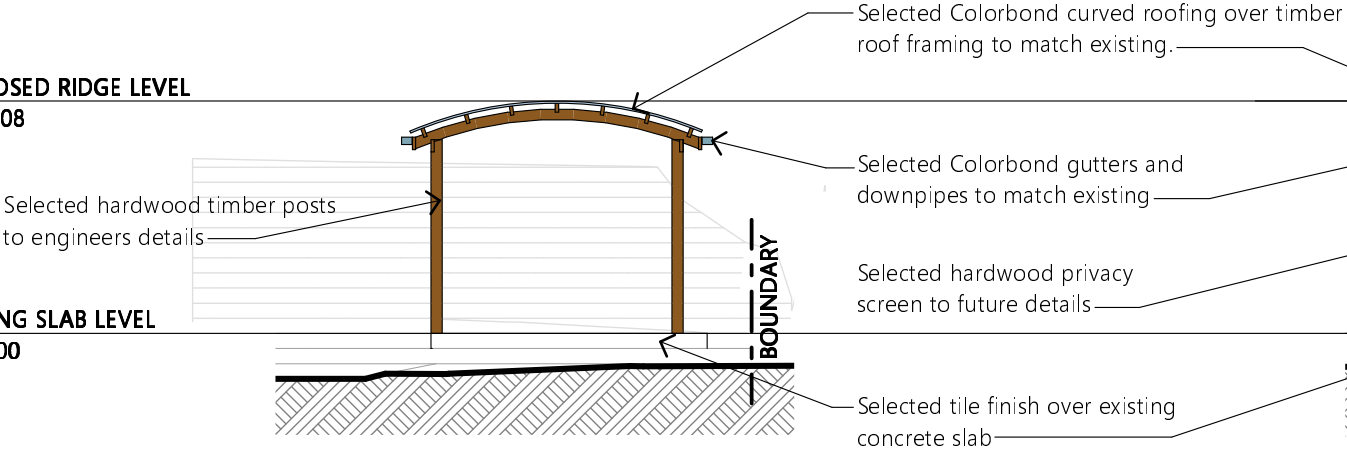 Selected Colorbond curved roofing over timber
roof framing to match existing.
OSED RIDGE LEVEL
08
Selected Colorbond gutters and
downpipes to match existing
Selected hardwood timber posts
to engineers details
BOUNDARY
Selected hardwood privacy
screen to future details
NG SLAB LEVEL
00
Selected tile finish over existing
concrete slab